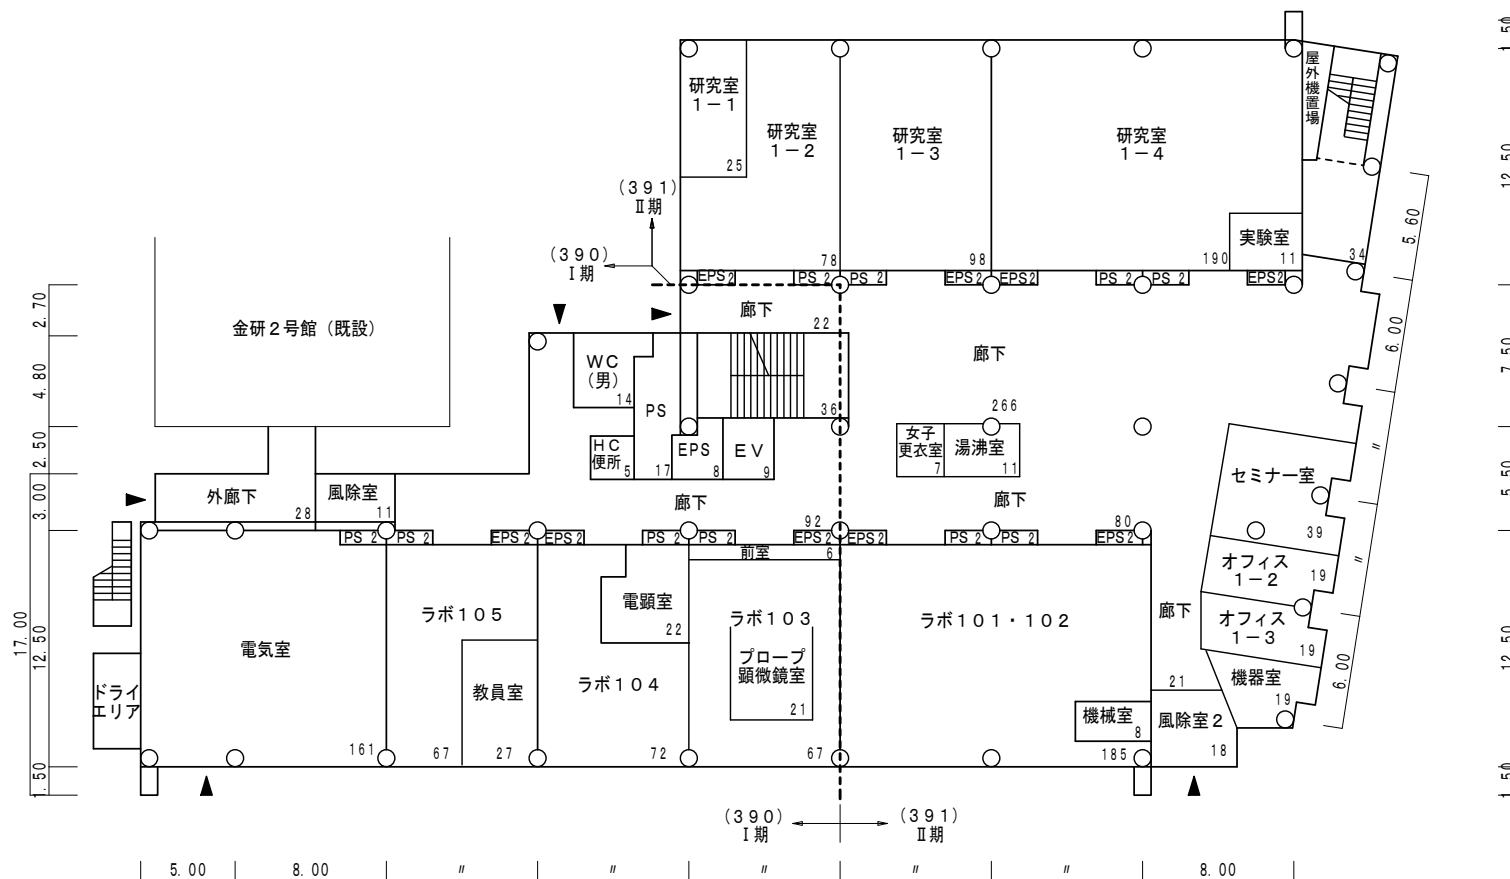 研究室
１－１
25
研究室
１－２
78
研究室
１－３
98
研究室
１－４
190
実験室
11
屋外機置場
34
(３９１)
Ⅱ期
(３９０)
Ⅰ期
EPS2
PS 2
PS 2
EPS2
EPS2
PS 2
PS 2
EPS2
廊下
22
金研２号館（既設）
WC
(男)
14
PS
17
HC
便所
5
EPS
8
EV
9
36
廊下
266
女子
更衣室
7
湯沸室
11
セミナー室
39
外廊下
28
風除室
11
廊下
92
廊下
80
PS 2
PS 2
EPS2
EPS2
PS 2
PS 2
EPS2
EPS2
PS 2
PS 2
EPS2
前室
6
電気室
161
ラボ１０５
67
教員室
27
電顕室
22
ラボ１０４
72
ラボ１０３
67
プローブ
顕微鏡室
21
ラボ１０１・１０２
185
機械室
8
廊下
21
オフィス
１－２
19
オフィス
１－３
19
機器室
19
風除室２
18
ドライ
エリア
(３９０)
Ⅰ期
(３９１)
Ⅱ期
2.70
4.80
2.50
3.00
17.00
12.50
1.50
5.00
8.00
〃
〃
〃
〃
〃
8.00
5.60
6.00
〃
〃
6.00
1.50
12.50
7.50
5.50
12.50
1.50